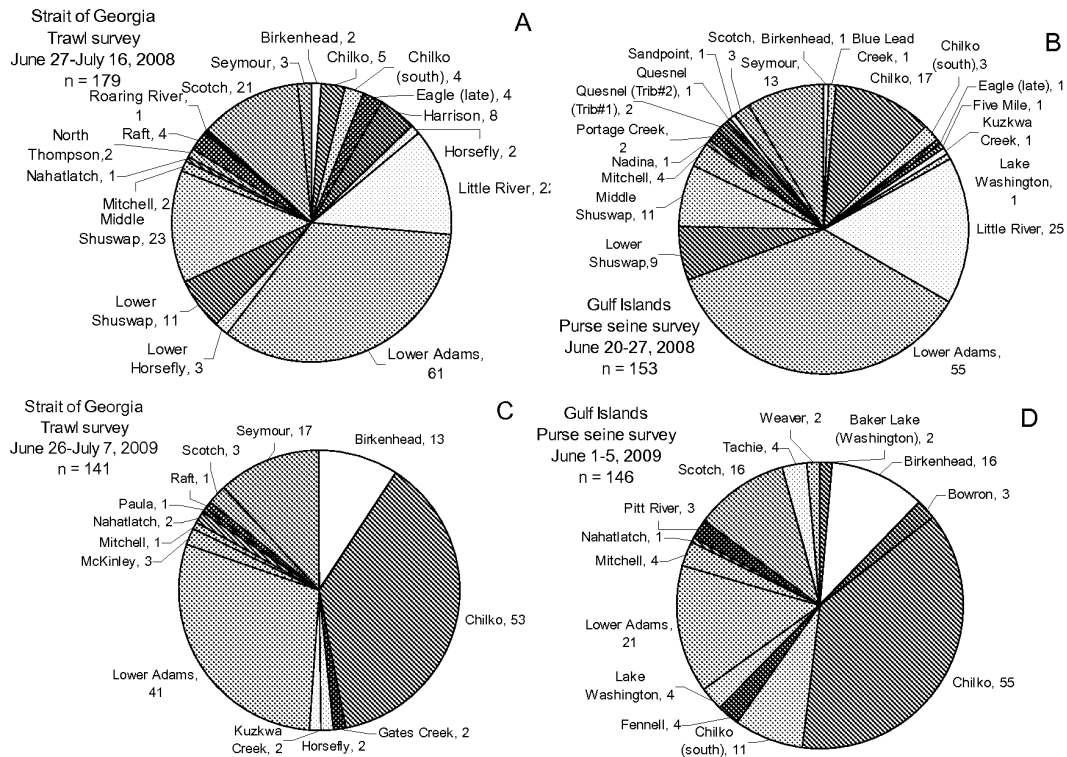 Strait of Georgia
Trawl survey
June 27-July 16, 2008
n = 179
A
Birkenhead, 2
Chilko, 5
Chilko
(south), 4
Eagle (late), 4
Harrison, 8
Horsefly, 2
Little River, 22
Lower Adams,
61
Lower
Horsefly, 3
Lower
Shuswap, 11
Middle
Shuswap, 23
Mitchell, 2
Nahatlatch, 1
North
Thompson,2
Raft, 4
Roaring River,
1
Scotch, 21
Seymour, 3
B
Gulf Islands
Purse seine survey
June 20-27, 2008
n = 153
Birkenhead, 1
Blue Lead
Creek, 1
Chilko, 17
Chilko
(south),3
Eagle (late), 1
Five Mile, 1
Kuzkwa
Creek, 1
Lake
Washington,
1
Little River, 25
Lower Adams,
55
Lower
Shuswap,9
Middle
Shuswap, 11
Mitchell, 4
Nadina, 1
Portage Creek,
2
Quesnel
(Trib#1), 2
Quesnel
(Trib#2), 1
Sandpoint, 1
Scotch,
3
Seymour,
13
Strait of Georgia
Trawl survey
June 26-July 7, 2009
n = 141
C
Birkenhead, 13
Chilko, 53
Gates Creek, 2
Horsefly, 2
Kuzkwa
Creek, 2
Lower Adams,
41
McKinley, 3
Mitchell, 1
Nahatlatch, 2
Paula, 1
Raft, 1
Scotch, 3
Seymour, 17
Gulf Islands
Purse seine survey
June 1-5, 2009
n = 146
D
Baker Lake
(Washington), 2
Birkenhead, 16
Bowron, 3
Chilko, 55
Chilko
(south), 11
Fennell, 4
Lake
Washington, 4
Lower Adams,
21
Mitchell, 4
Nahatlatch, 1
Pitt River, 3
Scotch, 16
Tachie, 4
Weaver, 2